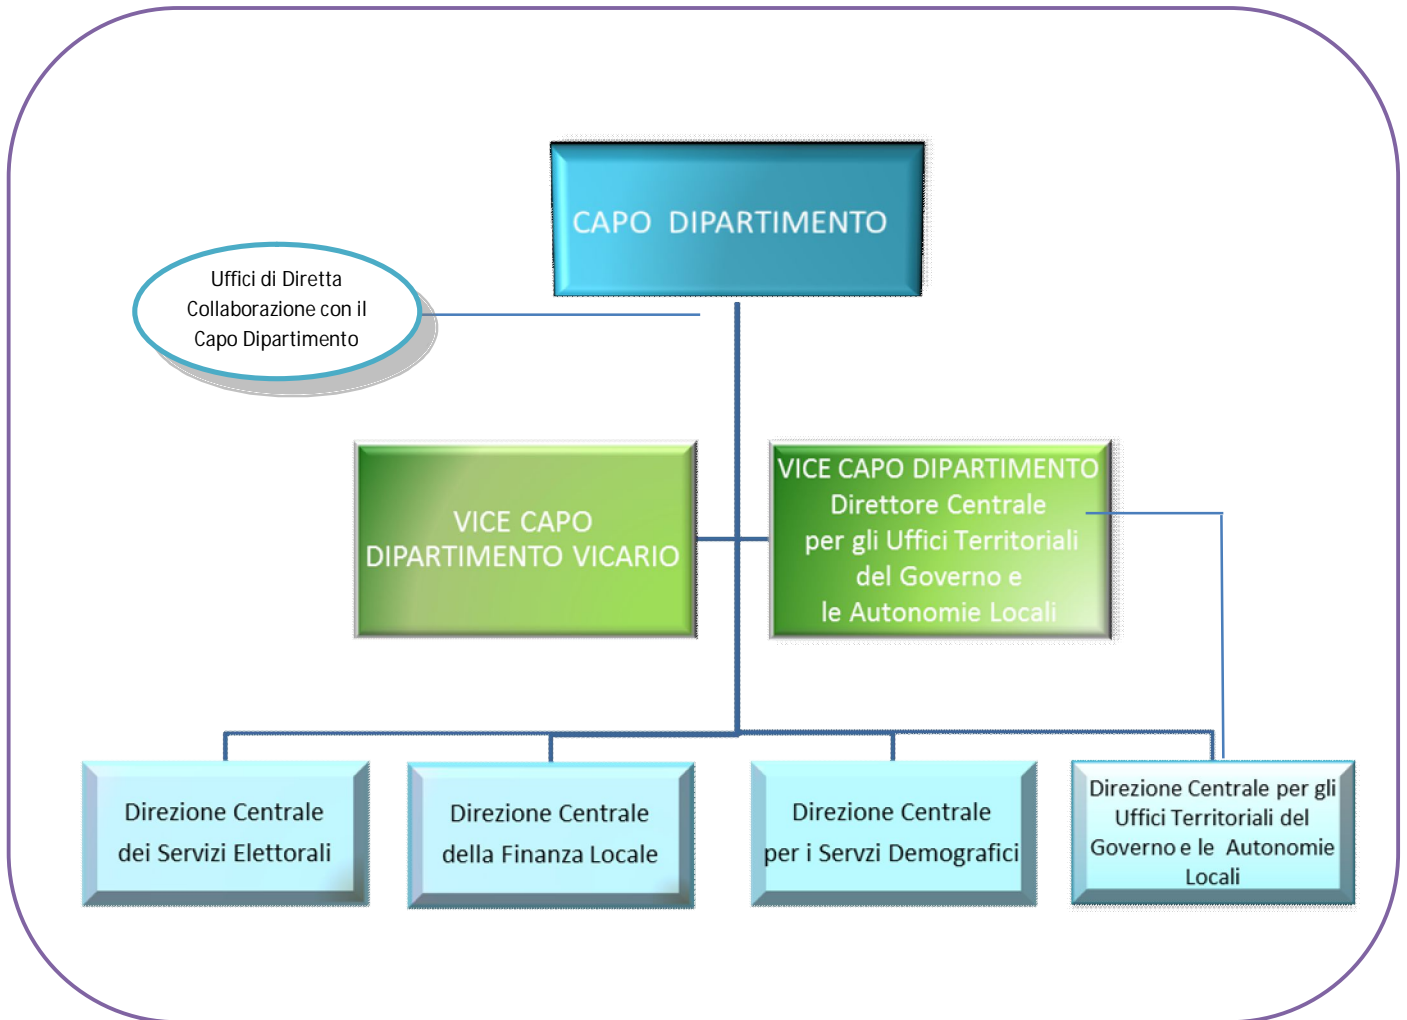 CAPO DIPARTIMENTO
Uffici di Diretta
Collaborazione con il
Capo Dipartimento
VICE CAPO
DIPARTIMENTO VICARIO
VICE CAPO DIPARTIMENTO
Direttore Centrale
per gli Uffici Territoriali
del Governo e
le Autonomie Locali
Direzione Centrale
dei Servizi Elettorali
Direzione Centrale
della Finanza Locale
Direzione Centrale
per i Servzi Demografici
Direzione Centrale per gli
Uffici Territoriali del
Governo e le Autonomie
Locali